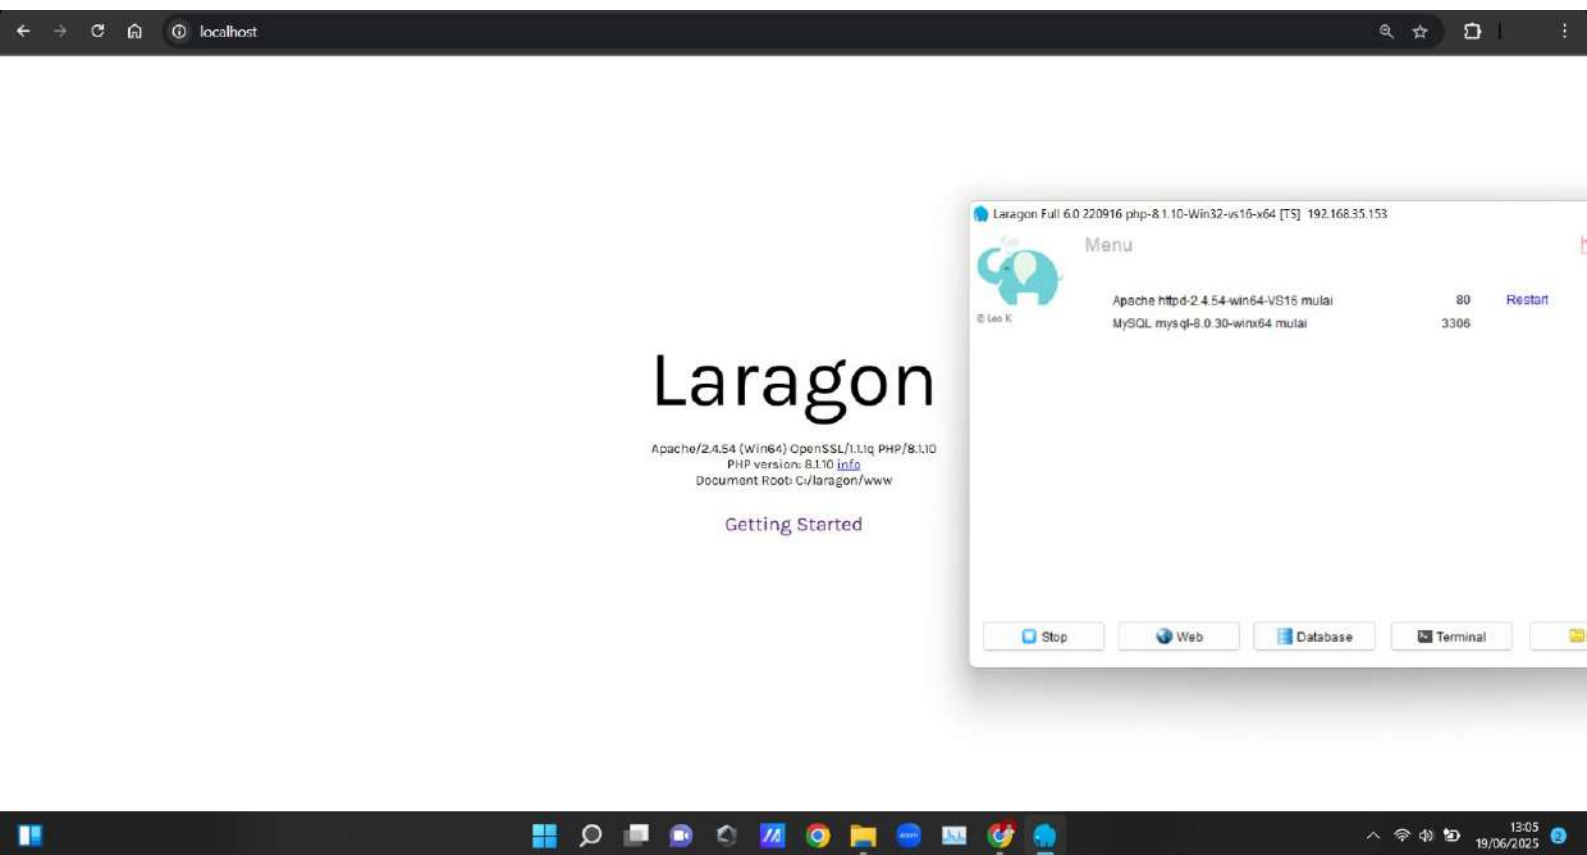 localhost
Laragon Full 6.0 220916 php-8.1.10-Win32-vs16-x64 [TS] 192.168.35.153
Menu
Apache httpd-2.4.54-win64-VS16 mulai 80 Restart
© Leo K
MySQL mysql-8.0.30-winx64 mulai 3306
Laragon
Apache/2.4.54 (Win64) OpenSSL/1.1.1q PHP/8.1.10
PHP version: 8.1.10 info
Document Root: C:/laragon/www
Getting Started
Stop Web Database Terminal
zoom
13:05
19/06/2025
2